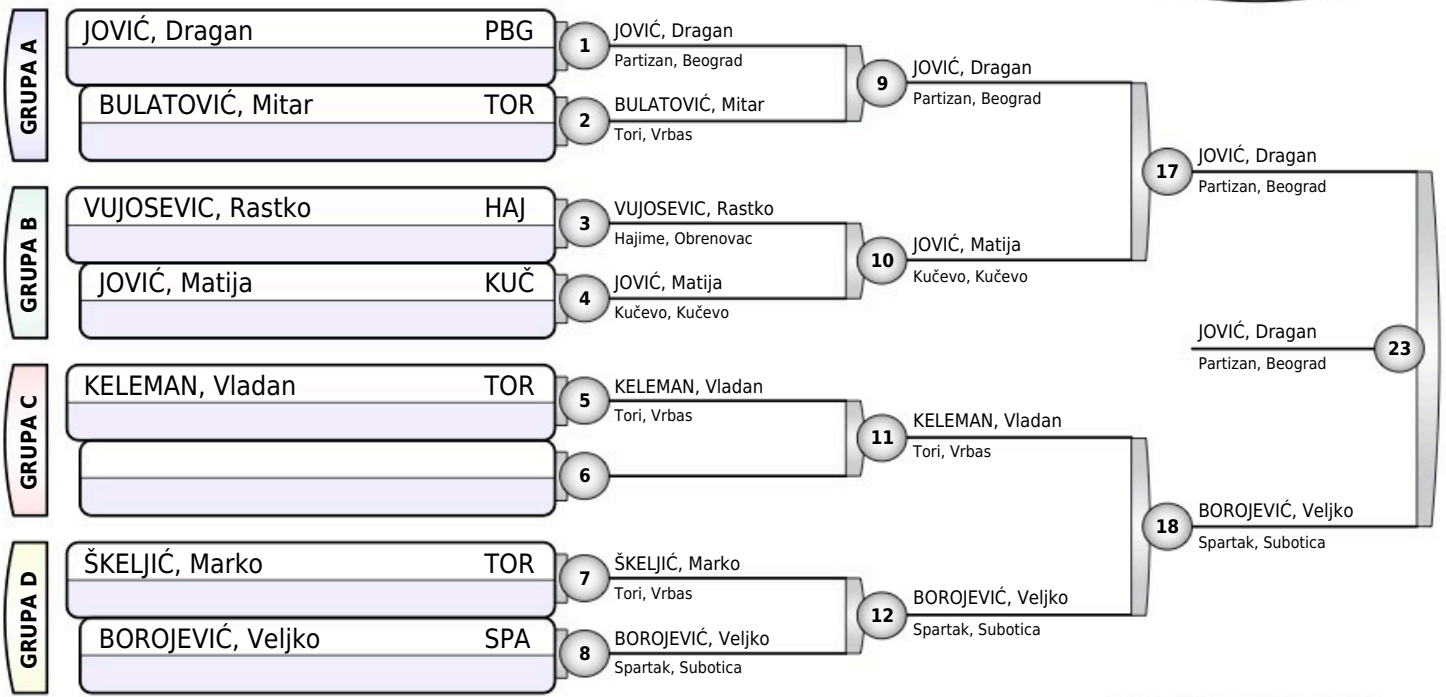 GRUPA A
JOVIĆ, Dragan PBG
BULATOVIĆ, Mitar TOR
GRUPA B
VUJOSEVIC, Rastko HAJ
JOVIĆ, Matija KUČ
GRUPA C
KELEMAN, Vladan TOR
GRUPA D
ŠKELJIĆ, Marko TOR
BOROJEVIĆ, Veljko SPA
1
JOVIĆ, Dragan
Partizan, Beograd
2
BULATOVIĆ, Mitar
Tori, Vrbas
3
VUJOSEVIC, Rastko
Hajime, Obrenovac
4
JOVIĆ, Matija
Kučevo, Kučevo
5
KELEMAN, Vladan
Tori, Vrbas
6
7
ŠKELJIĆ, Marko
Tori, Vrbas
8
BOROJEVIĆ, Veljko
Spartak, Subotica
9
JOVIĆ, Dragan
Partizan, Beograd
10
JOVIĆ, Matija
Kučevo, Kučevo
11
KELEMAN, Vladan
Tori, Vrbas
12
BOROJEVIĆ, Veljko
Spartak, Subotica
17
JOVIĆ, Dragan
Partizan, Beograd
18
BOROJEVIĆ, Veljko
Spartak, Subotica
JOVIĆ, Dragan
Partizan, Beograd
23